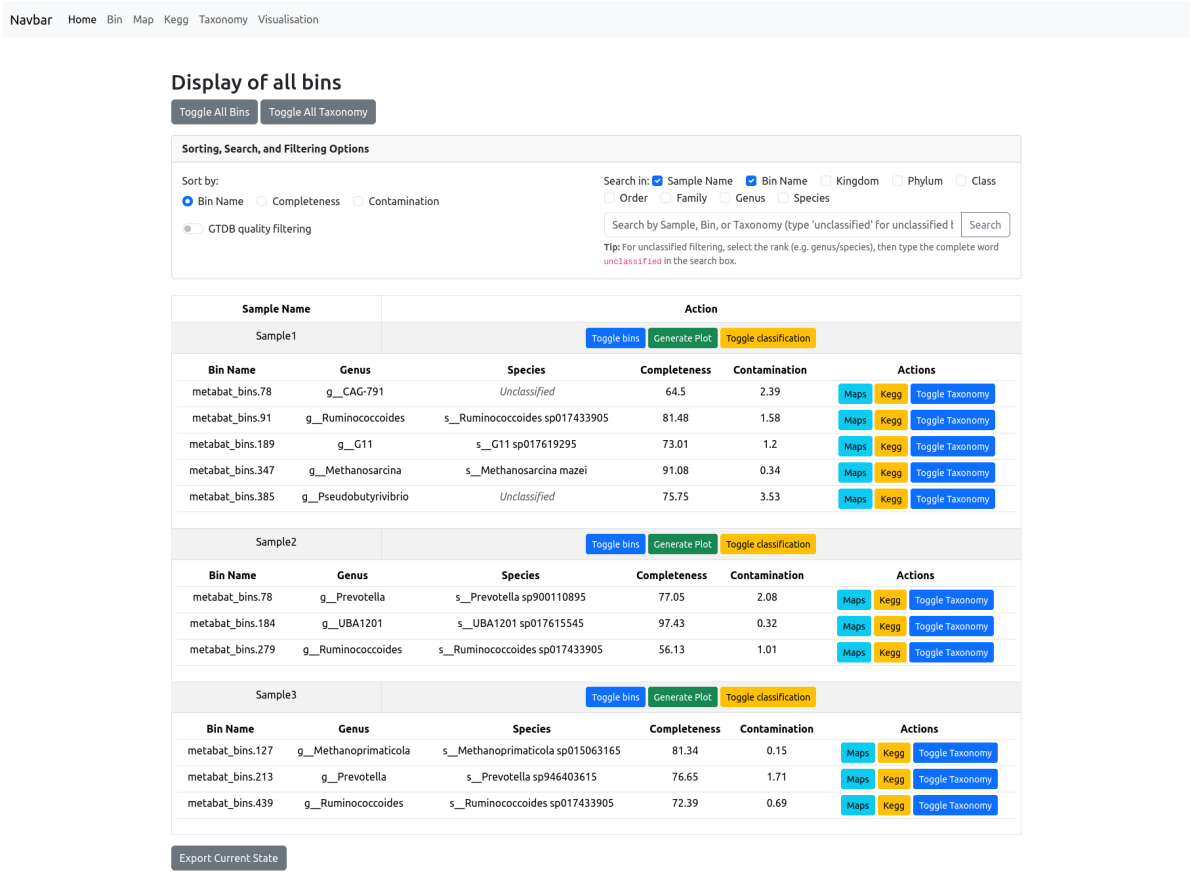 Navbar Home Bin Map Kegg Taxonomy Visualisation
Display of all bins
Toggle All Bins Toggle All Taxonomy
Sorting, Search, and Filtering Options
Sort by:
Bin Name Completeness Contamination
GTDB quality filtering
Search in: Sample Name Bin Name Kingdom Phylum Class
Order Family Genus Species
Search by Sample, Bin, or Taxonomy (type 'unclassified' for unclassified Search
Tip: For unclassified filtering, select the rank (e.g. genus/species), then type the complete word
unclassified in the search box.
Sample Name Action
Sample1 Toggle bins Generate Plot Toggle classification
Bin Name Genus Species Completeness Contamination Actions
metabat_bins.78 g__CAG-791 Unclassified 64.5 2.39 Maps Kegg Toggle Taxonomy
metabat_bins.91 g__Ruminococcoides s__Ruminococcoides sp017433905 81.48 1.58 Maps Kegg Toggle Taxonomy
metabat_bins.189 g__G11 s__G11 sp017619295 73.01 1.2 Maps Kegg Toggle Taxonomy
metabat_bins.347 g__Methanosarcina s__Methanosarcina mazei 91.08 0.34 Maps Kegg Toggle Taxonomy
metabat_bins.385 g__Pseudobutyrivibrio Unclassified 75.75 3.53 Maps Kegg Toggle Taxonomy
Sample2 Toggle bins Generate Plot Toggle classification
Bin Name Genus Species Completeness Contamination Actions
metabat_bins.78 g__Prevotella s__Prevotella sp900110895 77.05 2.08 Maps Kegg Toggle Taxonomy
metabat_bins.184 g__UBA1201 s__UBA1201 sp017615545 97.43 0.32 Maps Kegg Toggle Taxonomy
metabat_bins.279 g__Ruminococcoides s__Ruminococcoides sp017433905 56.13 1.01 Maps Kegg Toggle Taxonomy
Sample3 Toggle bins Generate Plot Toggle classification
Bin Name Genus Species Completeness Contamination Actions
metabat_bins.127 g__Methanoprimaticola s__Methanoprimaticola sp015063165 81.34 0.15 Maps Kegg Toggle Taxonomy
metabat_bins.213 g__Prevotella s__Prevotella sp946403615 76.65 1.71 Maps Kegg Toggle Taxonomy
metabat_bins.439 g__Ruminococcoides s__Ruminococcoides sp017433905 72.39 0.69 Maps Kegg Toggle Taxonomy
Export Current State